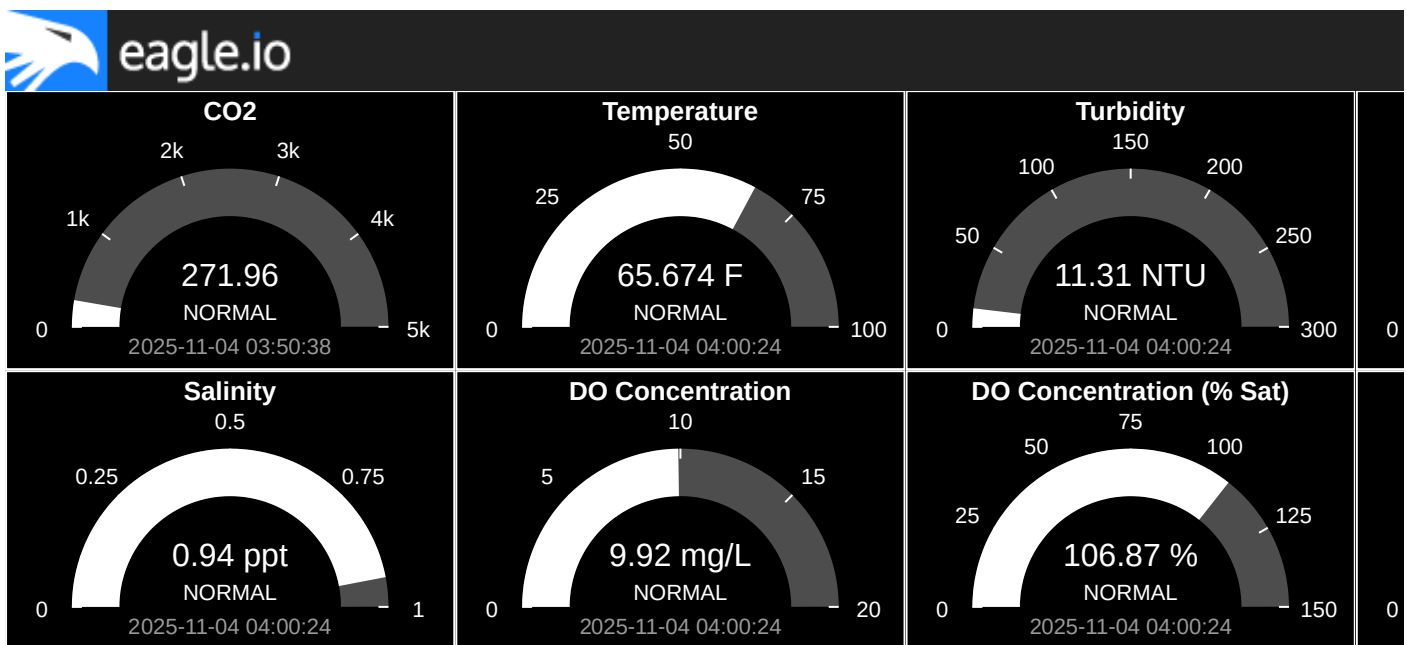 eagle.io
CO2
0
1k
2k
3k
4k
5k
271.96
NORMAL
2025-11-04 03:50:38
Temperature
0
25
50
75
100
65.674 F
NORMAL
2025-11-04 04:00:24
Turbidity
0
50
100
150
200
250
300
11.31 NTU
NORMAL
2025-11-04 04:00:24
0
Salinity
0
0.25
0.5
0.75
1
0.94 ppt
NORMAL
2025-11-04 04:00:24
DO Concentration
0
5
10
15
20
9.92 mg/L
NORMAL
2025-11-04 04:00:24
DO Concentration (% Sat)
0
25
50
75
100
125
150
106.87 %
NORMAL
2025-11-04 04:00:24
0